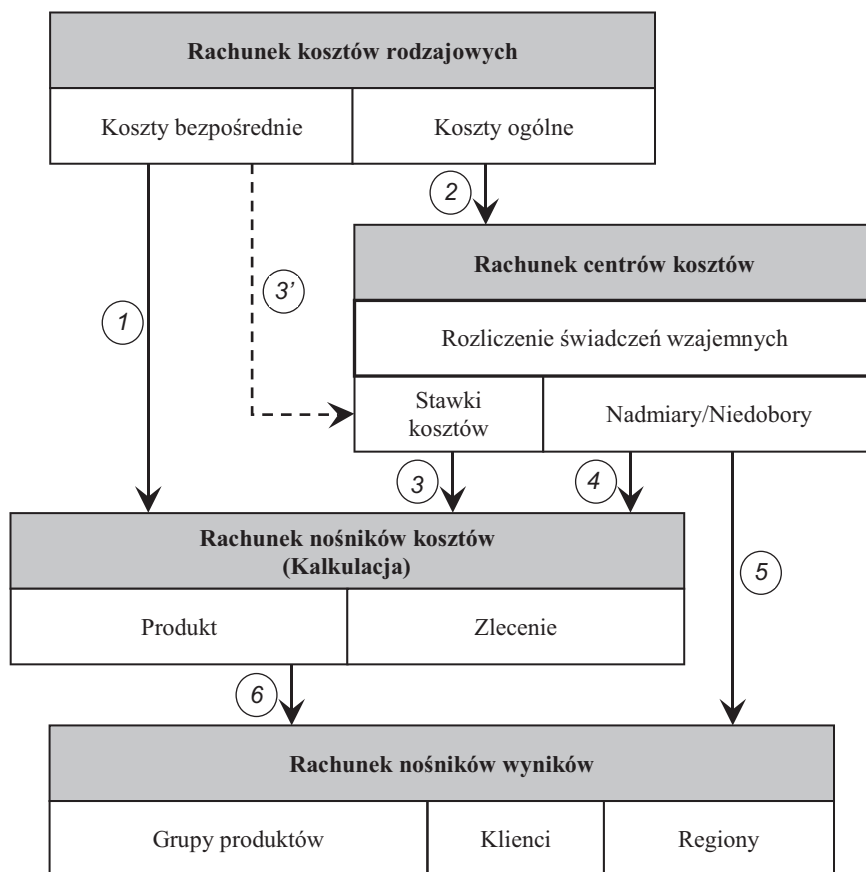 Rachunek kosztów rodzajowych
Koszty bezpośrednie
Koszty ogólne
2
Rachunek centrów kosztów
3’
1
Rozliczenie świadczeń wzajemnych
Stawki
kosztów
Nadmiary/Niedobory
3
4
Rachunek nośników kosztów
(Kalkulacja)
5
Produkt
Zlecenie
6
Rachunek nośników wyników
Grupy produktów
Klienci
Regiony